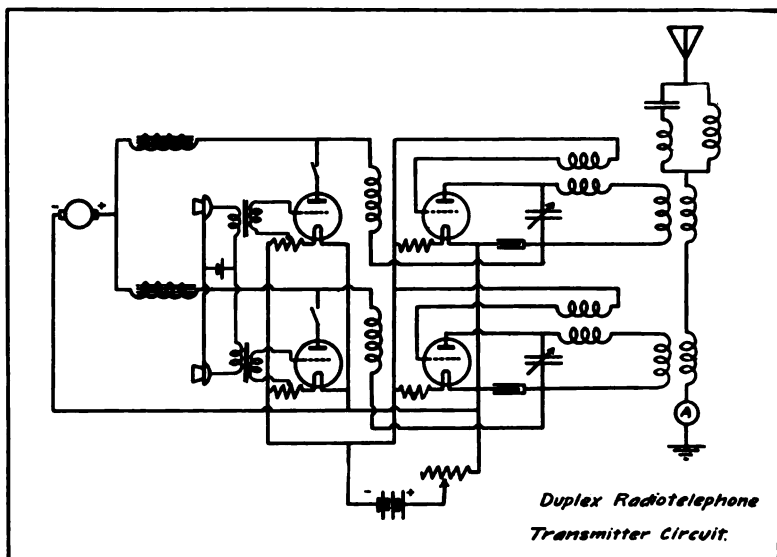 - +
A
- +
Duplex Radiotelephone
Transmitter Circuit.